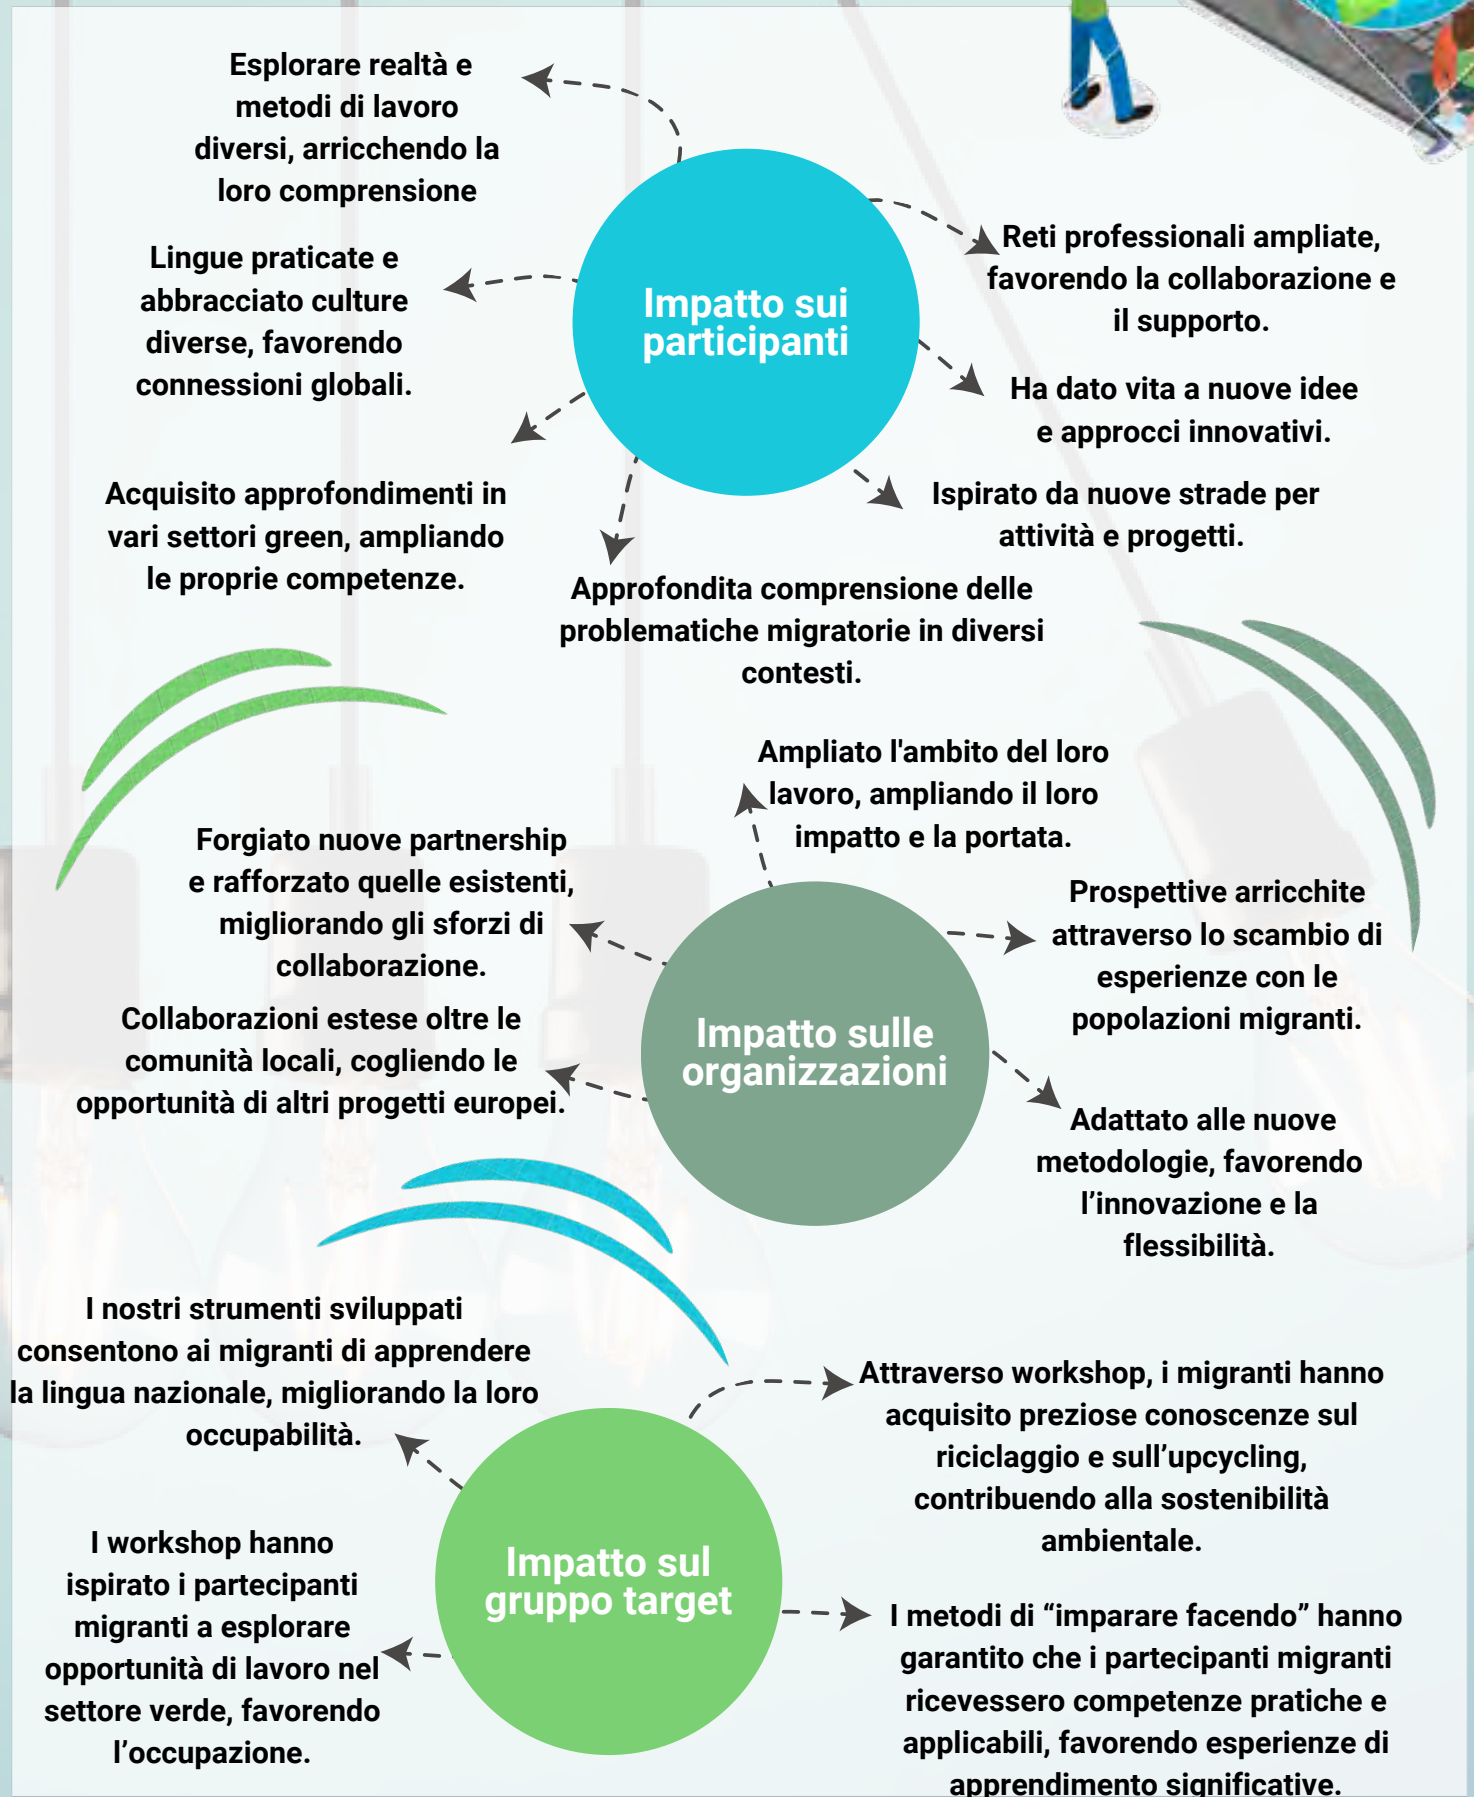 Esplorare realtà e
metodi di lavoro
diversi, arricchendo la
loro comprensione
Lingue praticate e
abbracciato culture
diverse, favorendo
connessioni globali.
Acquisito approfondimenti in
vari settori green, ampliando
le proprie competenze.
Impatto sui
participanti
Reti professionali ampliate,
favorendo la collaborazione e
il supporto.
Ha dato vita a nuove idee
e approcci innovativi.
Ispirato da nuove strade per
attività e progetti.
Approfondita comprensione delle
problematiche migratorie in diversi
contesti.
Ampliato l'ambito del loro
lavoro, ampliando il loro
impatto e la portata.
Forgiato nuove partnership
e rafforzato quelle esistenti,
migliorando gli sforzi di
collaborazione.
Collaborazioni estese oltre le
comunità locali, cogliendo le
opportunità di altri progetti europei.
Impatto sulle
organizzazioni
Prospettive arricchite
attraverso lo scambio di
esperienze con le
popolazioni migranti.
Adattato alle nuove
metodologie, favorendo
l’innovazione e la
flessibilità.
I nostri strumenti sviluppati
consentono ai migranti di apprendere
la lingua nazionale, migliorando la loro
occupabilità.
I workshop hanno
ispirato i partecipanti
migranti a esplorare
opportunità di lavoro nel
settore verde, favorendo
l’occupazione.
Impatto sul
gruppo target
Attraverso workshop, i migranti hanno
acquisito preziose conoscenze sul
riciclaggio e sull’upcycling,
contribuendo alla sostenibilità
ambientale.
I metodi di “imparare facendo” hanno
garantito che i partecipanti migranti
ricevessero competenze pratiche e
applicabili, favorendo esperienze di
apprendimento significative.